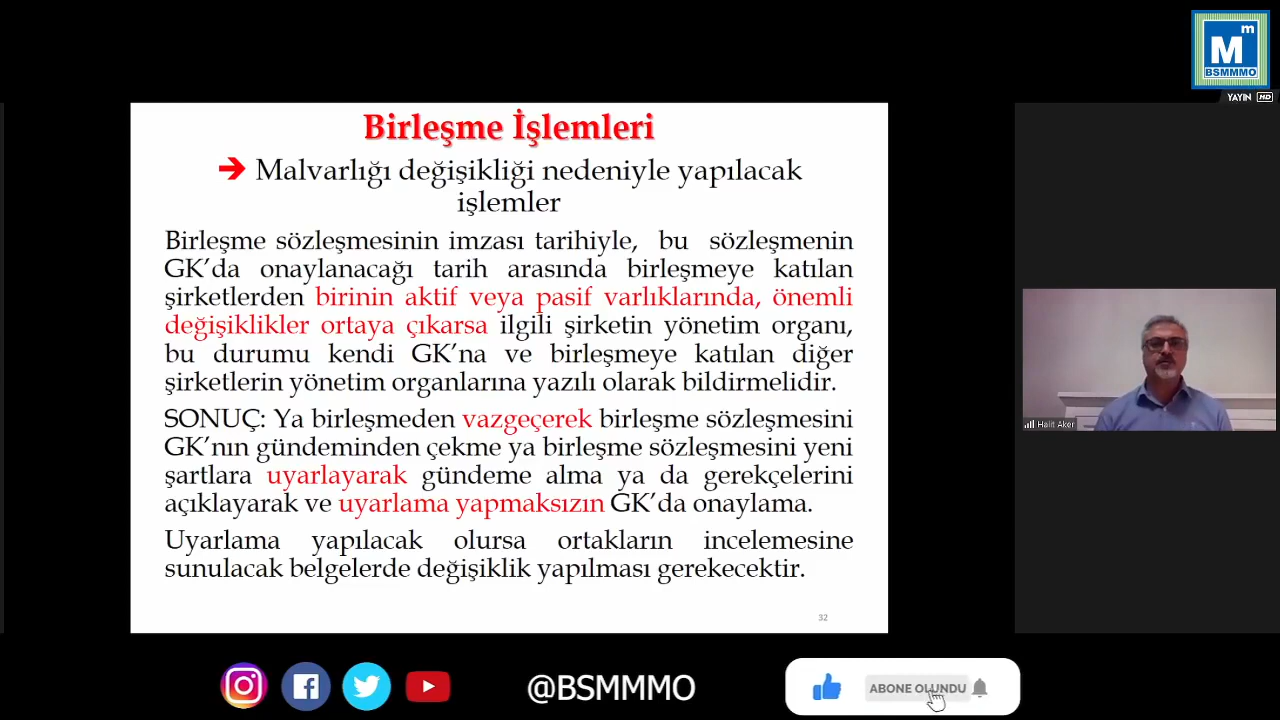 Mm
BSMMMO
YAYIN HD
Birleşme İşlemleri
➔ Malvarlığı değişikliği nedeniyle yapılacak
işlemler
Birleşme sözleşmesinin imzası tarihiyle, bu sözleşmenin
GK’da onaylanacağı tarih arasında birleşmeye katılan
şirketlerden birinin aktif veya pasif varlıklarında, önemli
değişiklikler ortaya çıkarsa ilgili şirketin yönetim organı,
bu durumu kendi GK’na ve birleşmeye katılan diğer
şirketlerin yönetim organlarına yazılı olarak bildirmelidir.
SONUÇ: Ya birleşmeden vazgeçerek birleşme sözleşmesini
GK’nın gündeminden çekme ya birleşme sözleşmesini yeni
şartlara uyarlayarak gündeme alma ya da gerekçelerini
açıklayarak ve uyarlama yapmaksızın GK’da onaylama.
Uyarlama yapılacak olursa ortakların incelemesine
sunulacak belgelerde değişiklik yapılması gerekecektir.
32
Halit Aker
@BSMMMO
ABONE OLUNDU